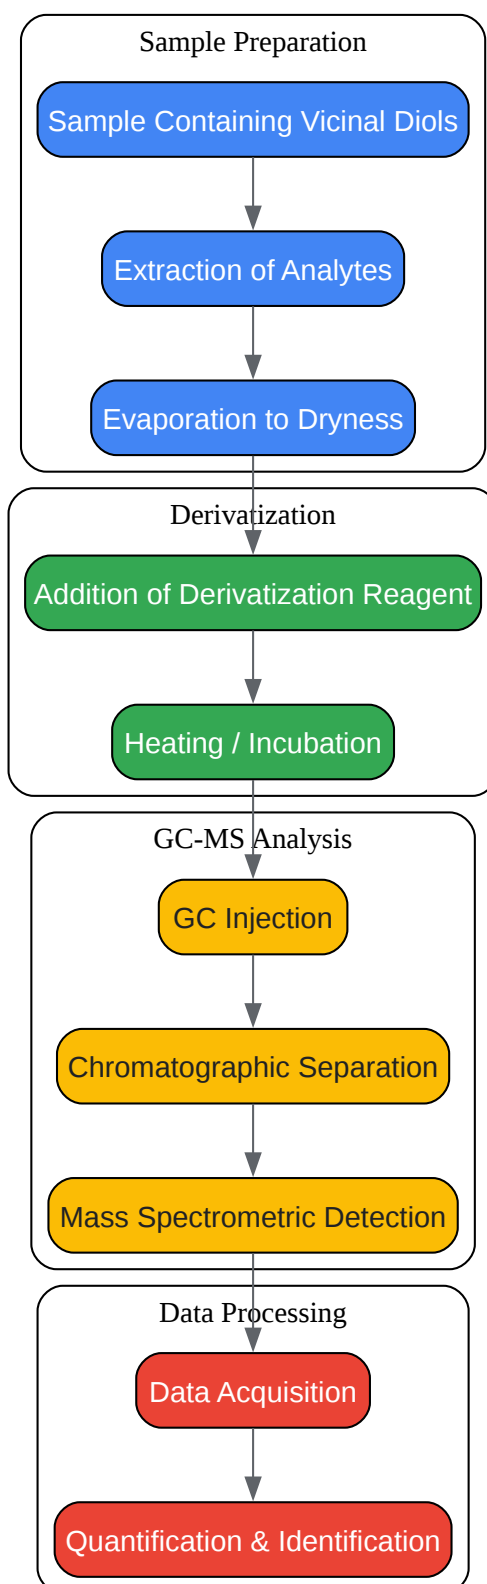 Sample Preparation
Sample Containing Vicinal Diols
Extraction of Analytes
Evaporation to Dryness
Derivatization
Addition of Derivatization Reagent
Heating / Incubation
GC-MS Analysis
GC Injection
Chromatographic Separation
Mass Spectrometric Detection
Data Processing
Data Acquisition
Quantification & Identification